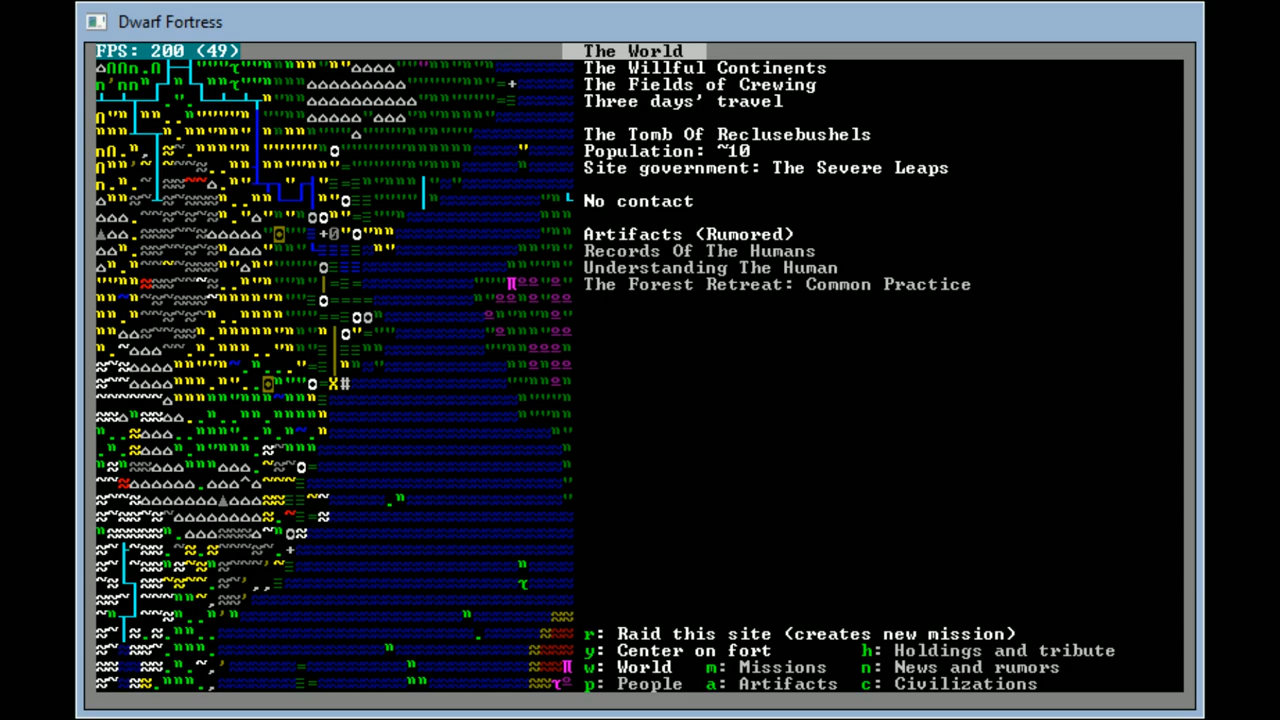 Dwarf Fortress
FPS: 200 (49)
The World
The Willful Continents
The Fields of Crewing
Three days' travel
The Tomb Of Reclusebushels
Population: ~10
Site government: The Severe Leaps
No contact
Artifacts (Rumored)
Records Of The Humans
Understanding The Human
The Forest Retreat: Common Practice
r: Raid this site (creates new mission)
y: Center on fort h: Holdings and tribute
w: World m: Missions n: News and rumors
p: People a: Artifacts c: Civilizations